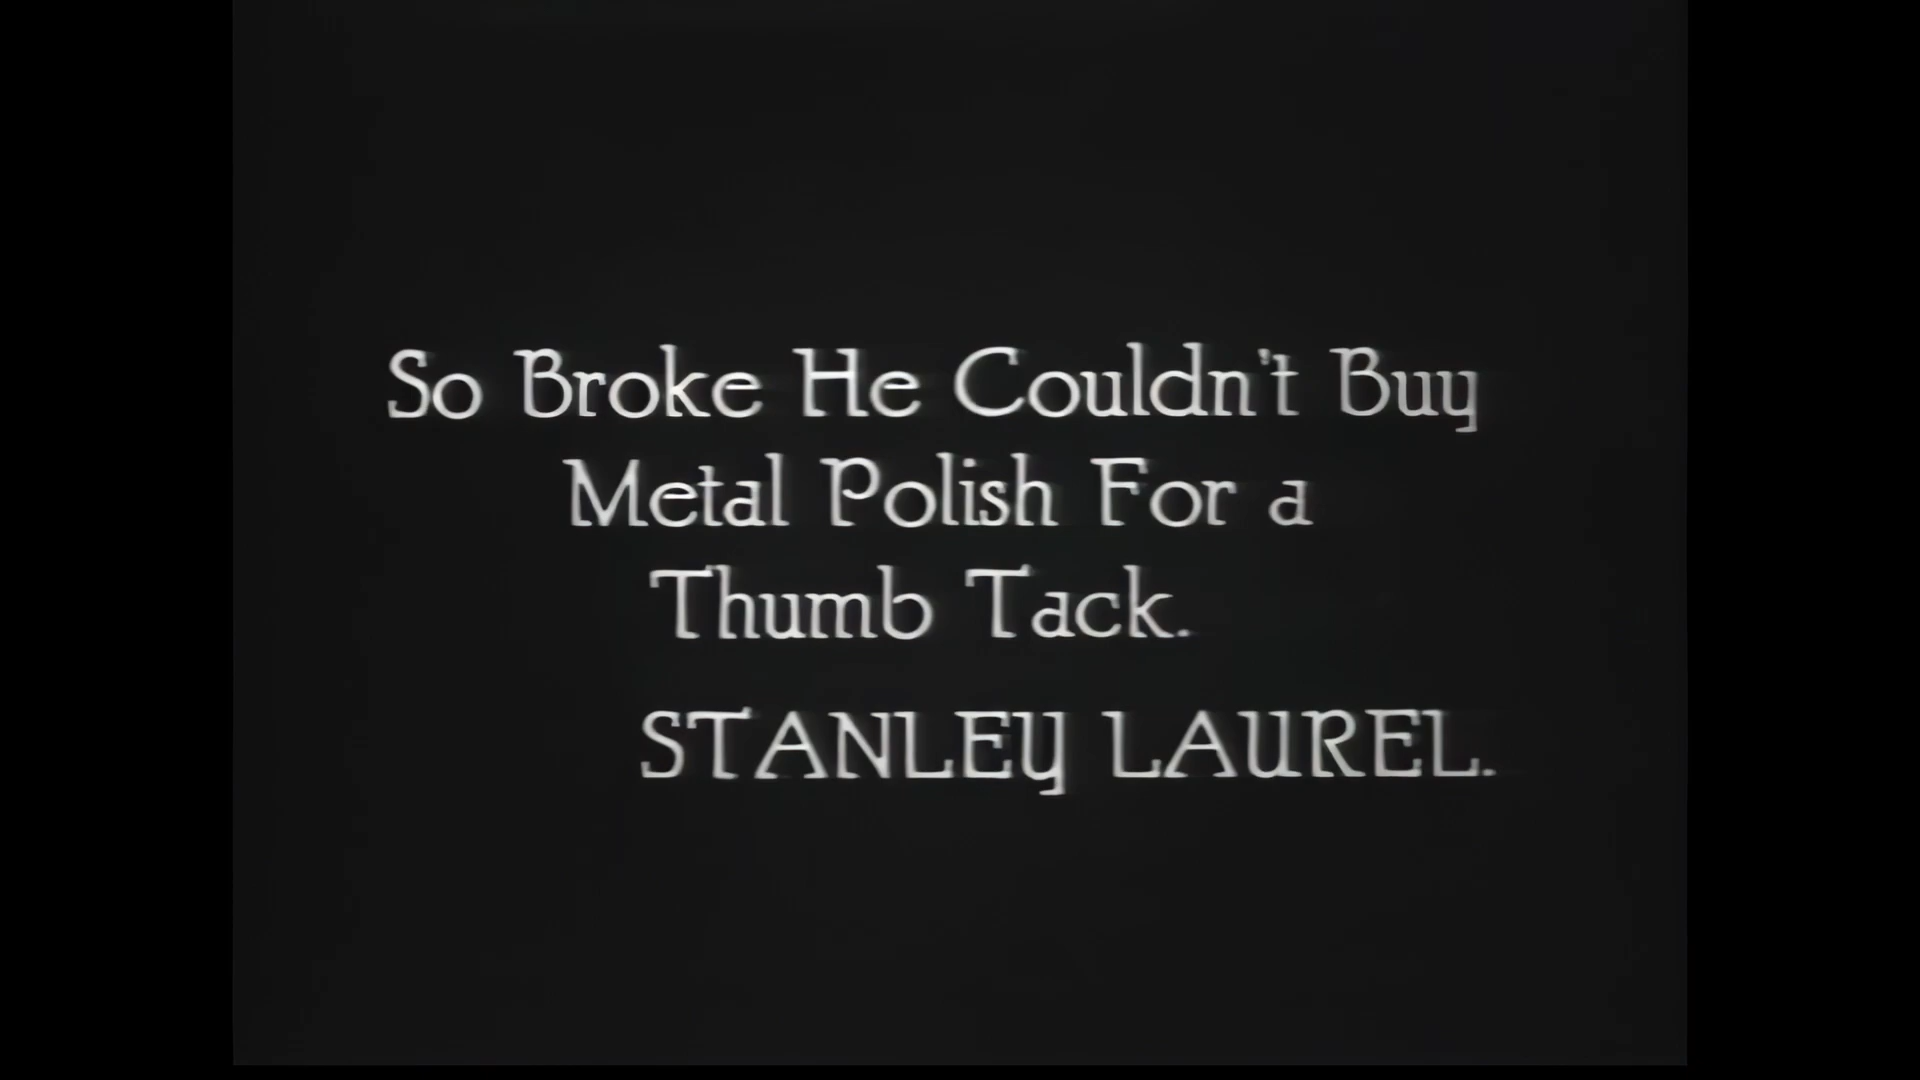 So Broke He Couldn't Buy
Metal Polish For a
Thumb Tack.
STANLEY LAUREL.